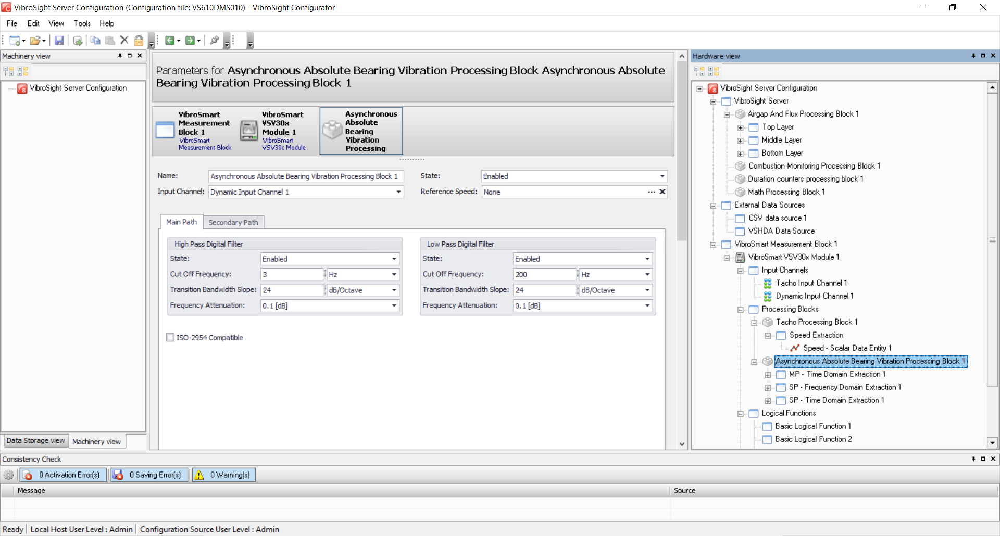 VibroSight Server Configuration (Configuration file: VS610DMS010) - VibroSight Configurator
File Edit View Tools Help
Machinery view
VibroSight Server Configuration
Data Storage view Machinery view
Parameters for Asynchronous Absolute Bearing Vibration Processing Block Asynchronous Absolute
Bearing Vibration Processing Block 1
VibroSmart
Measurement
Block 1
VibroSmart
Measurement Block
VibroSmart
VSV30x
Module 1
VibroSmart
VSV30x Module
Asynchronous
Absolute
Bearing
Vibration
Processing
Name: Asynchronous Absolute Bearing Vibration Processing Block 1 State: Enabled
Input Channel: Dynamic Input Channel 1 Reference Speed: None
Main Path Secondary Path
High Pass Digital Filter
State: Enabled
Cut Off Frequency: 3 Hz
Transition Bandwidth Slope: 24 dB/Octave
Frequency Attenuation: 0.1 [dB]
Low Pass Digital Filter
State: Enabled
Cut Off Frequency: 200 Hz
Transition Bandwidth Slope: 24 dB/Octave
Frequency Attenuation: 0.1 [dB]
ISO-2954 Compatible
Hardware view
VibroSight Server Configuration
VibroSight Server
Airgap And Flux Processing Block 1
Top Layer
Middle Layer
Bottom Layer
Combustion Monitoring Processing Block 1
Duration counters processing block 1
Math Processing Block 1
External Data Sources
CSV data source 1
VSHDA Data Source
VibroSmart Measurement Block 1
VibroSmart VSV30x Module 1
Input Channels
Tacho Input Channel 1
Dynamic Input Channel 1
Processing Blocks
Tacho Processing Block 1
Speed Extraction
Speed - Scalar Data Entity 1
Asynchronous Absolute Bearing Vibration Processing Block 1
MP - Time Domain Extraction 1
SP - Frequency Domain Extraction 1
SP - Time Domain Extraction 1
Logical Functions
Basic Logical Function 1
Basic Logical Function 2
Consistency Check
0 Activation Error(s) 0 Saving Error(s) 0 Warning(s)
Message Source
Ready Local Host User Level : Admin Configuration Source User Level : Admin